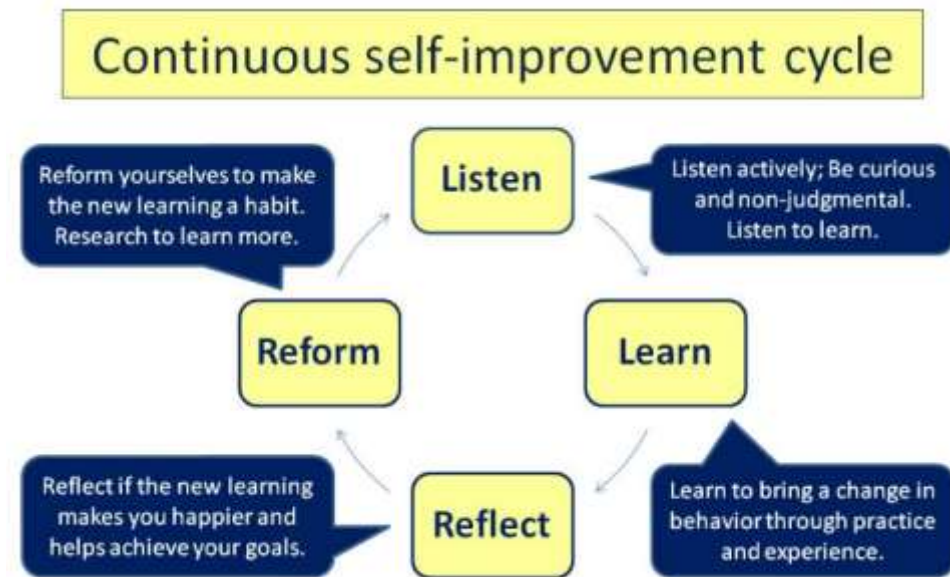 Continuous self-improvement cycle
Listen
Listen actively; Be curious
and non-judgmental.
Listen to learn.
Learn
Learn to bring a change in
behavior through practice
and experience.
Reflect
Reflect if the new learning
makes you happier and
helps achieve your goals.
Reform
Reform yourselves to make
the new learning a habit.
Research to learn more.